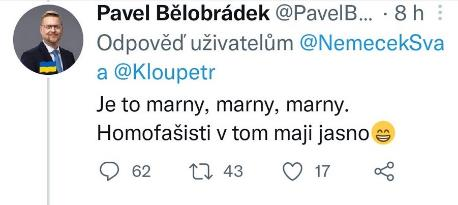 Pavel Bělobrádek @PavelB... · 8 h
Odpověď uživatelům @NemecekSva
a @Kloupetr
Je to marny, marny, marny.
Homofašisti v tom maji jasno😄
62 43 17